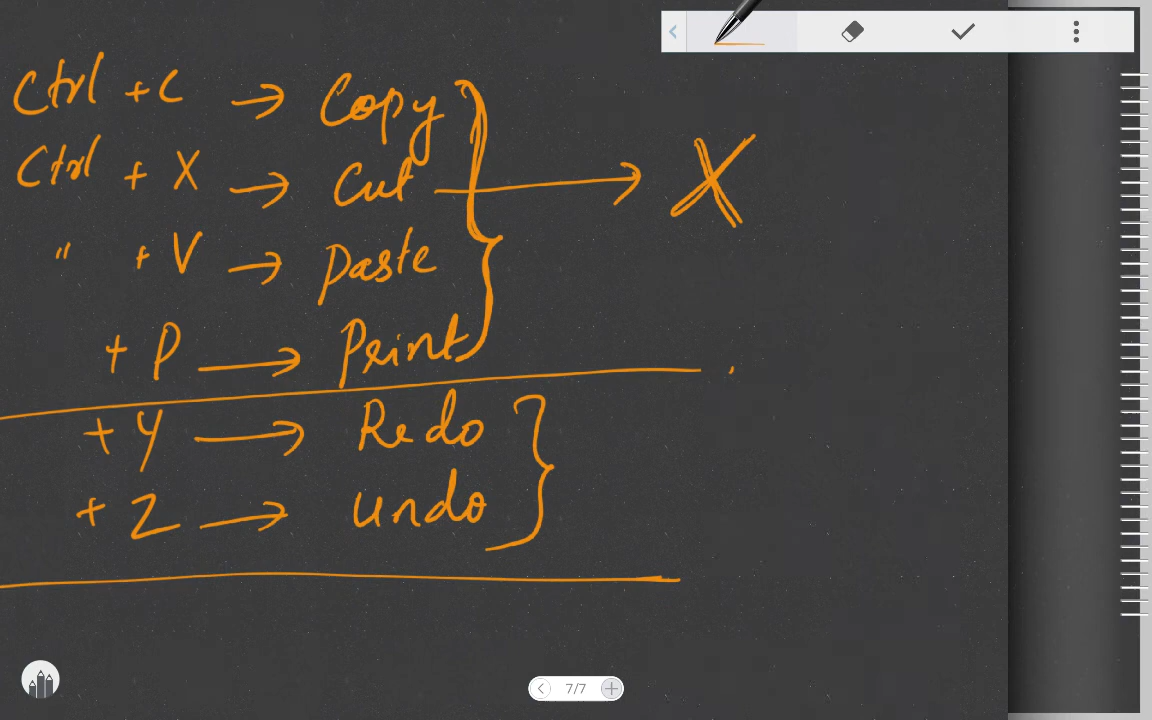 Ctrl + C → Copy
Ctrl + X → Cut → X
" + V → paste
+ P → Print
+ y → Redo
+ Z → undo
7/7